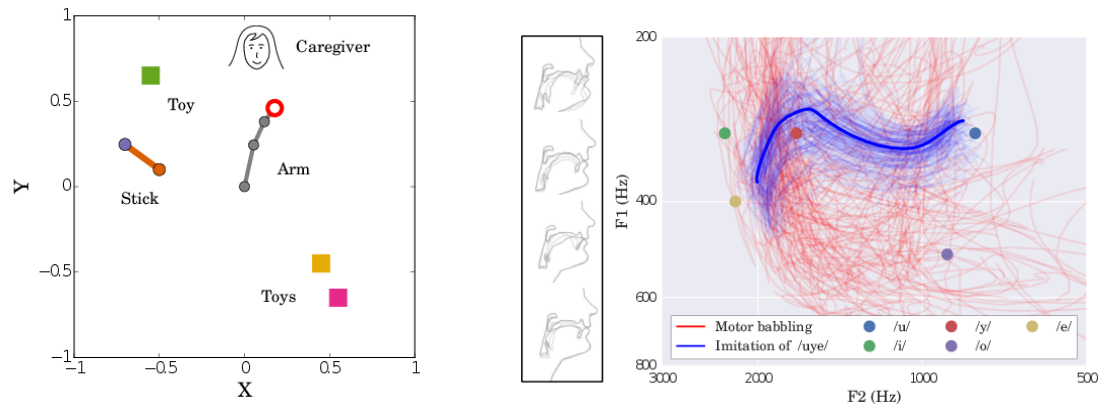 1
0.5
0
−0.5
−1
−1
−0.5
0
0.5
1
X
Y
Caregiver
Toy
Arm
Stick
Toys
200
400
600
800
3000
2000
1000
500
F1 (Hz)
F2 (Hz)
Motor babbling
Imitation of /uye/
/u/
/i/
/y/
/o/
/e/